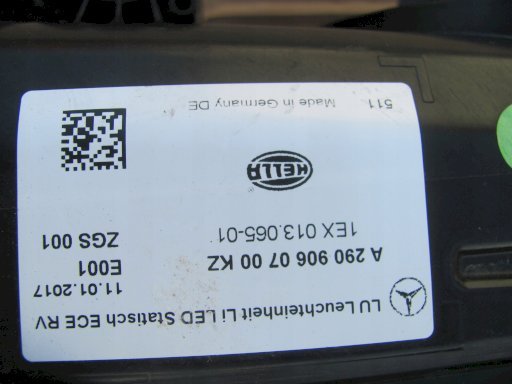 LU Leuchteinheit Li LED Statisch ECE RV
11.01.2017
E001
ZGS 001
A 290 906 07 00 KZ
1EX 013.065-01
HELLA
511 Made in Germany DE
L